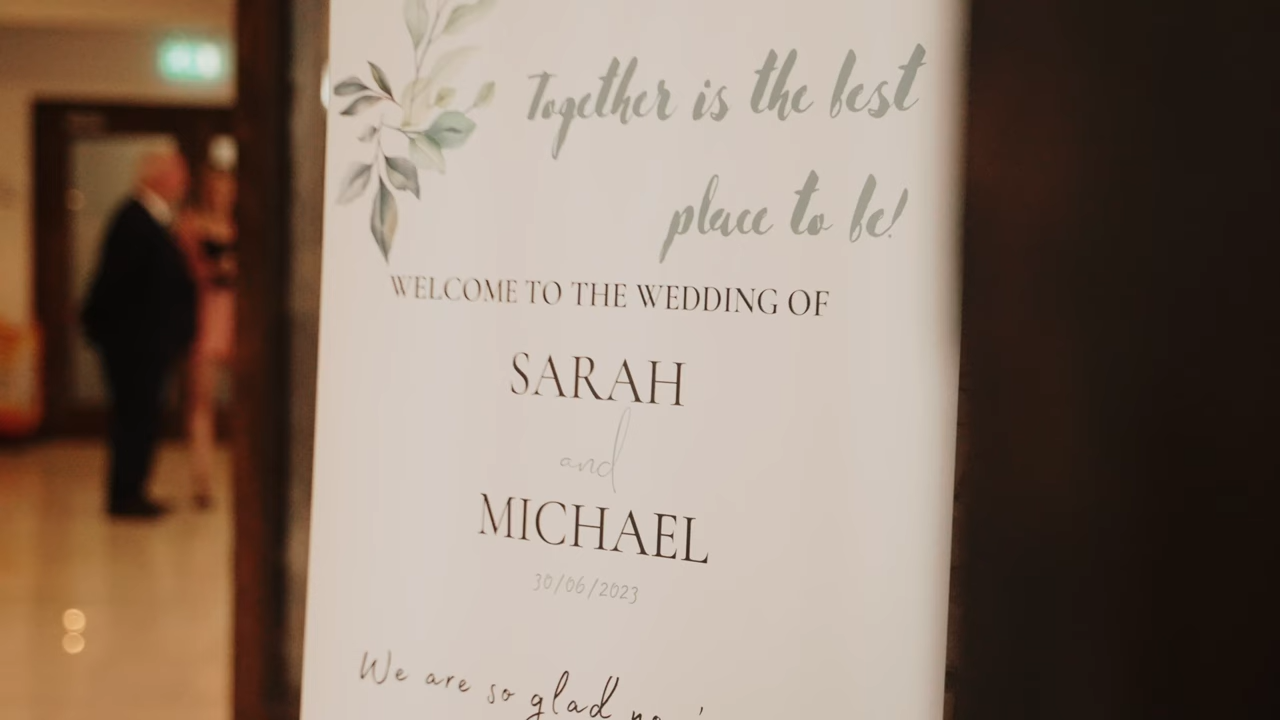 Together is the best
place to be!
WELCOME TO THE WEDDING OF
SARAH
and
MICHAEL
30/06/2023
We are so glad